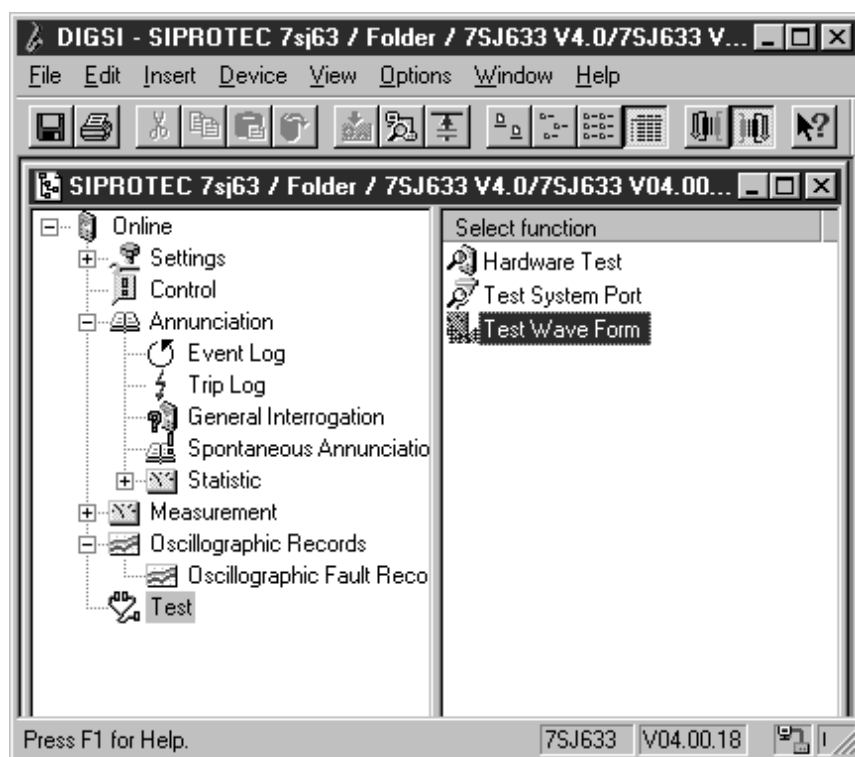 DIGSI - SIPROTEC 7sj63 / Folder / 7SJ633 V4.0/7SJ633 V...
File Edit Insert Device View Options Window Help
SIPROTEC 7sj63 / Folder / 7SJ633 V4.0/7SJ633 V04.00...
Online
Settings
Control
Annunciation
Event Log
Trip Log
General Interrogation
Spontaneous Annunciatio
Statistic
Measurement
Oscillographic Records
Oscillographic Fault Reco
Test
Select function
Hardware Test
Test System Port
Test Wave Form
Press F1 for Help.
7SJ633 V04.00.18